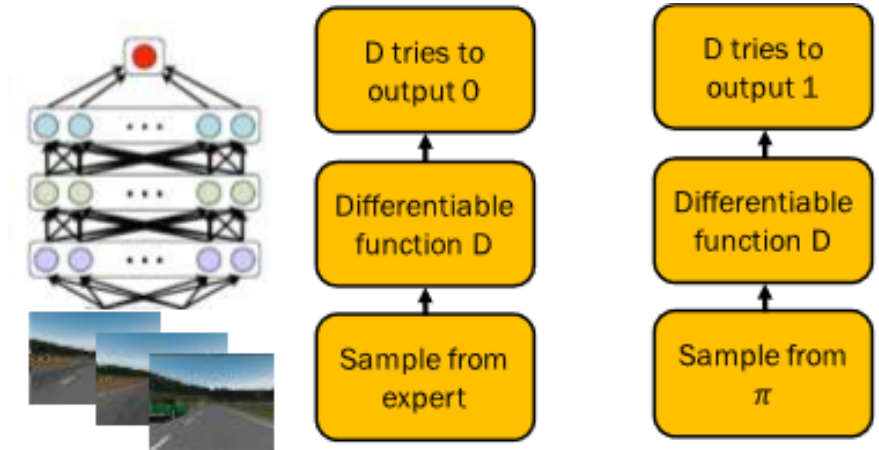 D tries to
output 0
Differentiable
function D
Sample from
expert
D tries to
output 1
Differentiable
function D
Sample from
π